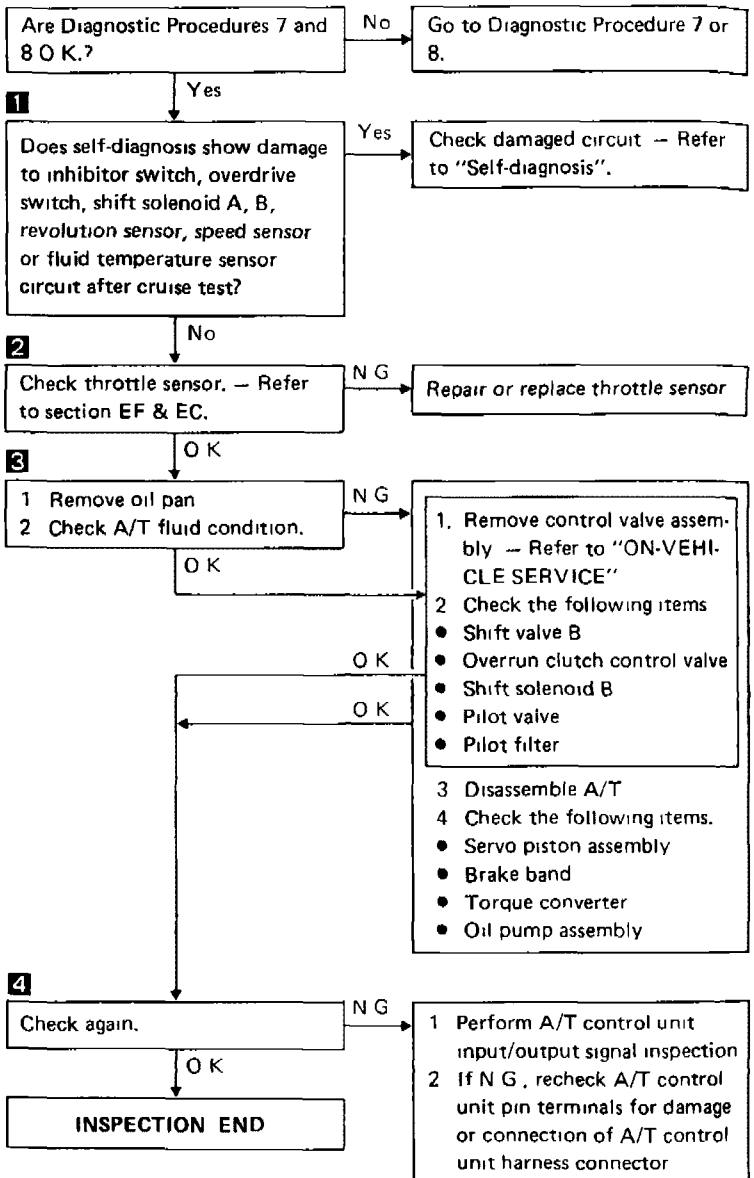 Are Diagnostic Procedures 7 and
8 O K.?
No
Go to Diagnostic Procedure 7 or
8.
Yes
1
Does self-diagnosis show damage
to inhibitor switch, overdrive
switch, shift solenoid A, B,
revolution sensor, speed sensor
or fluid temperature sensor
circuit after cruise test?
Yes
Check damaged circuit — Refer
to "Self-diagnosis".
No
2
Check throttle sensor. — Refer
to section EF & EC.
N G
Repair or replace throttle sensor
O K
3
1 Remove oil pan
2 Check A/T fluid condition.
N G
O K
1. Remove control valve assem-
bly — Refer to "ON-VEHI-
CLE SERVICE"
2 Check the following items
• Shift valve B
• Overrun clutch control valve
• Shift solenoid B
• Pilot valve
• Pilot filter
O K
O K
3 Disassemble A/T
4 Check the following items.
• Servo piston assembly
• Brake band
• Torque converter
• Oil pump assembly
4
Check again.
N G
1 Perform A/T control unit
input/output signal inspection
2 If N G, recheck A/T control
unit pin terminals for damage
or connection of A/T control
unit harness connector
O K
INSPECTION END